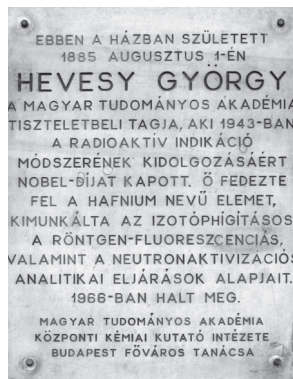 EBBEN A HÁZBAN SZÜLETETT
1885 AUGUSZTUS 1-ÉN
HEVESY GYÖRGY
A MAGYAR TUDOMÁNYOS AKADÉMIA
TISZTELETBELI TAGJA, AKI 1943-BAN
A RADIOAKTÍV INDIKÁCIÓ
MÓDSZERÉNEK KIDOLGOZÁSÁÉRT
NOBEL-DÍJAT KAPOTT. Ő FEDEZTE
FEL A HAFNIUM NEVŰ ELEMET,
KIMUNKÁLTA AZ IZOTÓPHÍGÍTÁSOS
A RÖNTGEN-FLUORESZCENCIÁS,
VALAMINT A NEUTRONAKTIVIZÁCIÓS
ANALITIKAI ELJÁRÁSOK ALAPJAIT.
1966-BAN HALT MEG.
MAGYAR TUDOMÁNYOS AKADÉMIA
KÖZPONTI KÉMIAI KUTATÓ INTÉZETE
BUDAPEST FŐVÁROS TANÁCSA